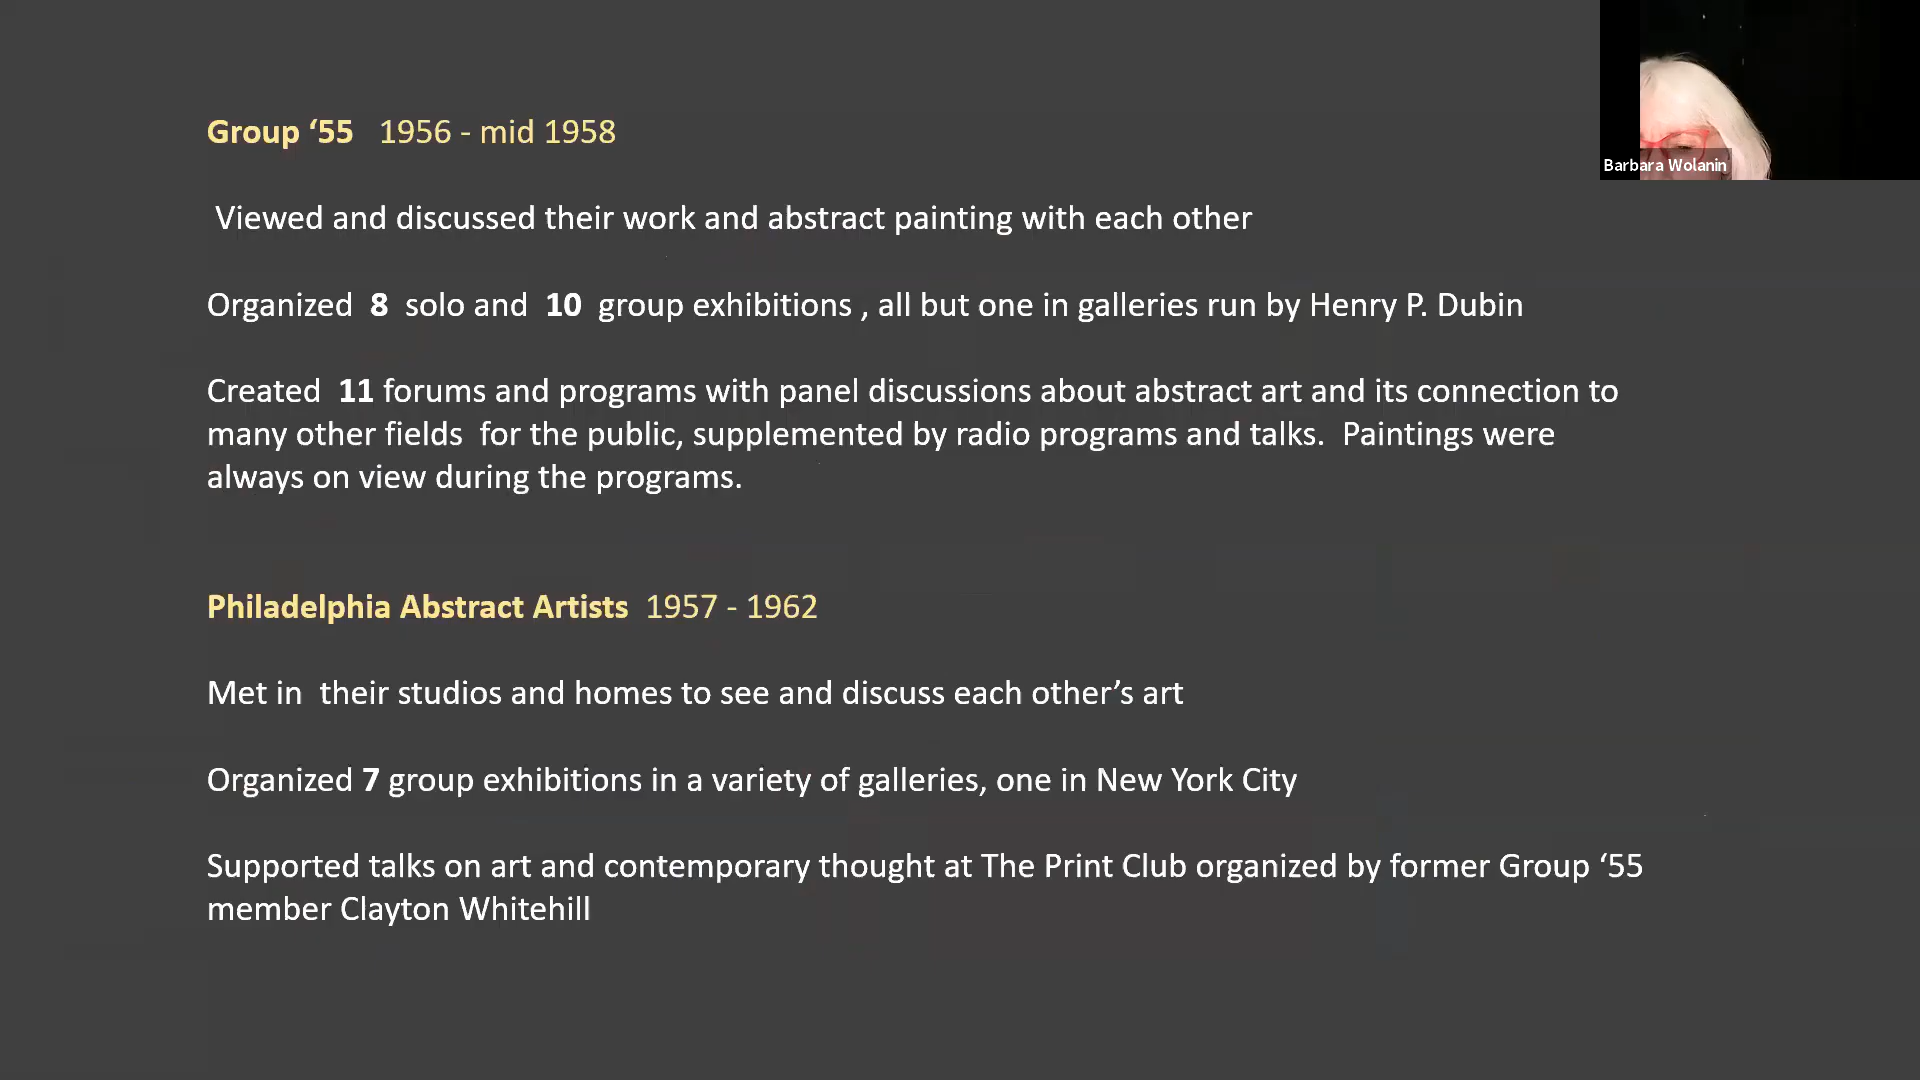 Group ‘55 1956 - mid 1958
Barbara Wolanin
Viewed and discussed their work and abstract painting with each other
Organized 8 solo and 10 group exhibitions , all but one in galleries run by Henry P. Dubin
Created 11 forums and programs with panel discussions about abstract art and its connection to
many other fields for the public, supplemented by radio programs and talks. Paintings were
always on view during the programs.
Philadelphia Abstract Artists 1957 - 1962
Met in their studios and homes to see and discuss each other’s art
Organized 7 group exhibitions in a variety of galleries, one in New York City
Supported talks on art and contemporary thought at The Print Club organized by former Group ‘55
member Clayton Whitehill